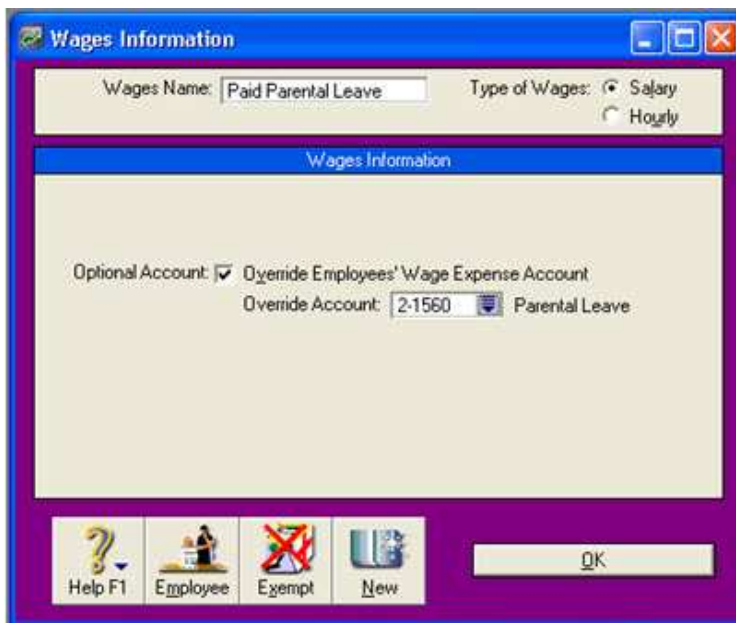 Wages Information
Wages Name: Paid Parental Leave Type of Wages: Salary
Hourly
Wages Information
Optional Account: Override Employees' Wage Expense Account
Override Account: 2-1560 Parental Leave
Help F1 Employee Exempt New OK